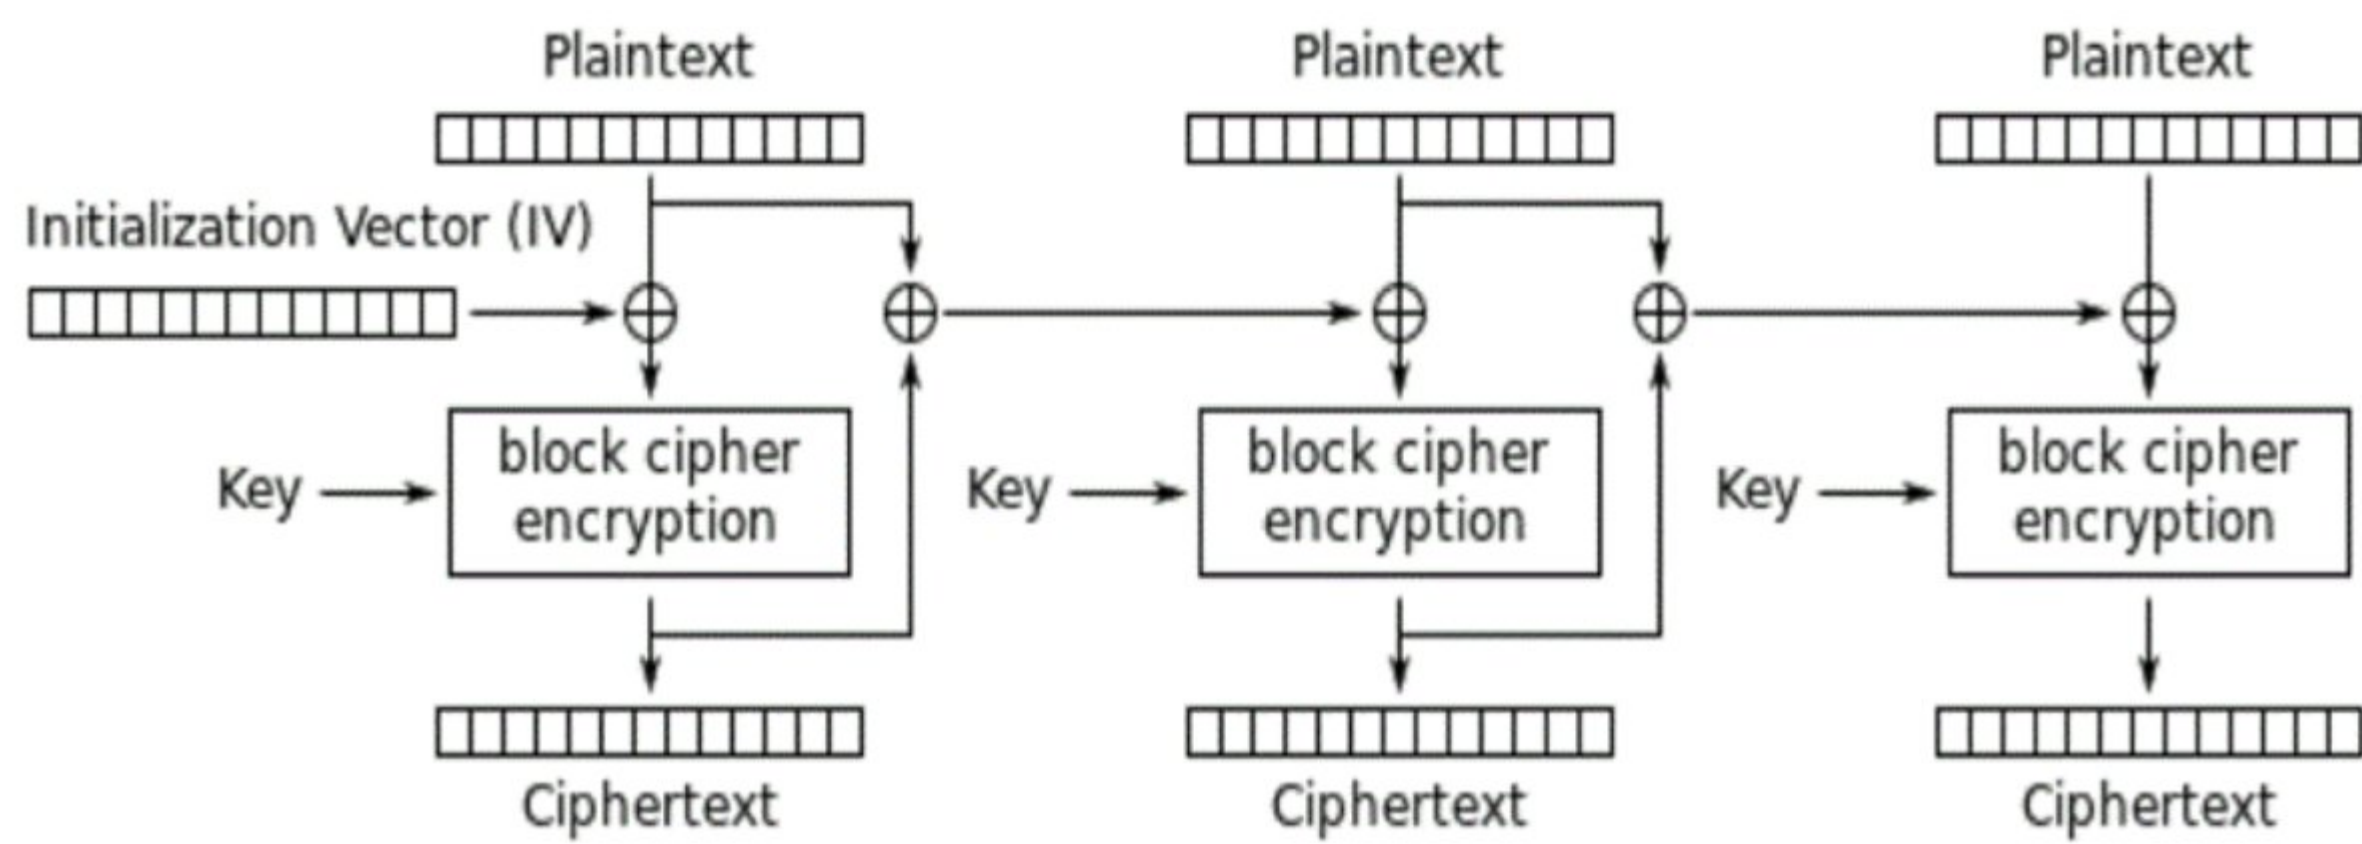 Plaintext
Plaintext
Plaintext
Initialization Vector (IV)
Key
block cipher
encryption
Key
block cipher
encryption
Key
block cipher
encryption
Ciphertext
Ciphertext
Ciphertext